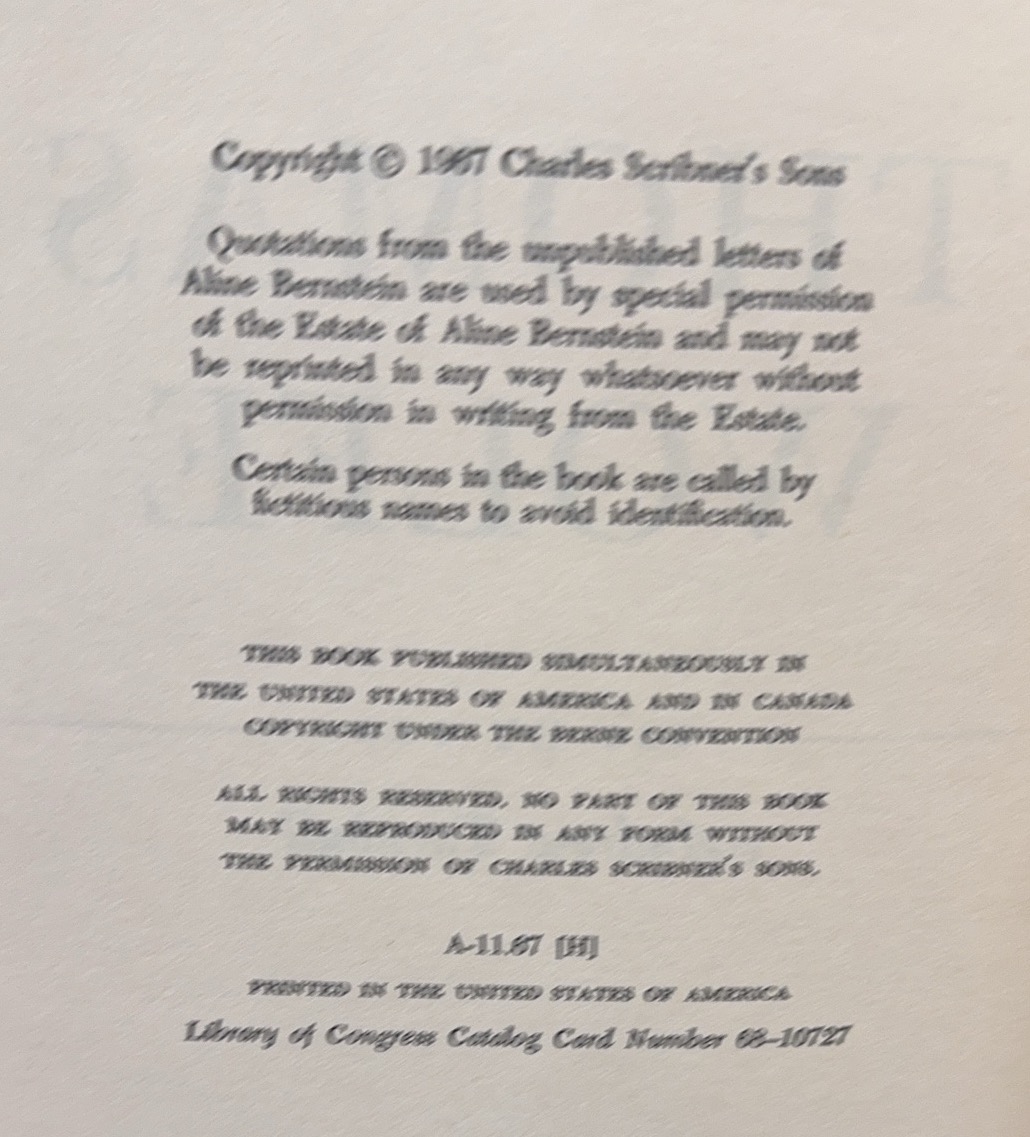 Copyright © 1967 Charles Scribner's Sons
Quotations from the unpublished letters of
Aline Bernstein are used by special permission
of the Estate of Aline Bernstein and may not
be reprinted in any way whatsoever without
permission in writing from the Estate.
Certain persons in the book are called by
fictitious names to avoid identification.
THIS BOOK PUBLISHED SIMULTANEOUSLY IN
THE UNITED STATES OF AMERICA AND IN CANADA
COPYRIGHT UNDER THE BERNE CONVENTION
ALL RIGHTS RESERVED. NO PART OF THIS BOOK
MAY BE REPRODUCED IN ANY FORM WITHOUT
THE PERMISSION OF CHARLES SCRIBNER'S SONS.
A-11.67 [H]
PRINTED IN THE UNITED STATES OF AMERICA
Library of Congress Catalog Card Number 68-10727